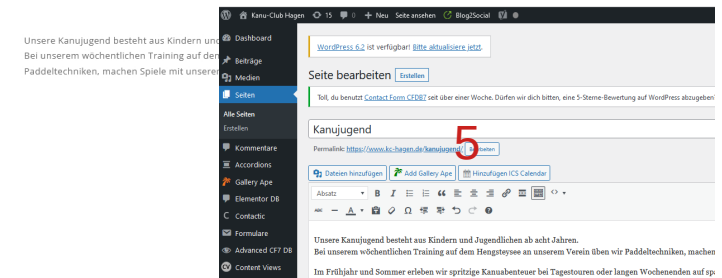 Kanu-Club Hagen 15 0 Neu Seite ansehen Blog2Social
Unsere Kanujugend besteht aus Kindern und
Bei unserem wöchentlichen Training auf dem
Paddeltechniken, machen Spiele mit unseren
Dashboard
Beiträge
Medien
Seiten
Alle Seiten
Erstellen
Kommentare
Accordions
Gallery Ape
Elementor DB
Contactic
Formulare
Advanced CF7 DB
Content Views
WordPress 6.2 ist verfügbar! Bitte aktualisiere jetzt.
Seite bearbeiten Erstellen
Toll, du benutzt Contact Form CFDB7 seit über einer Woche. Dürfen wir dich bitten, eine 5-Sterne-Bewertung auf WordPress abzugeben?
Kanujugend
5
Permalink: https://www.kc-hagen.de/kanujugend/ Bearbeiten
Dateien hinzufügen Add Gallery Ape Hinzufügen ICS Calendar
Absatz B I
ABC A Ω
Unsere Kanujugend besteht aus Kindern und Jugendlichen ab acht Jahren.
Bei unserem wöchentlichen Training auf dem Hengsteysee an unserem Verein üben wir Paddeltechniken, machen
Im Frühjahr und Sommer erleben wir spritzige Kanuabenteuer bei Tagestouren oder langen Wochenenden auf